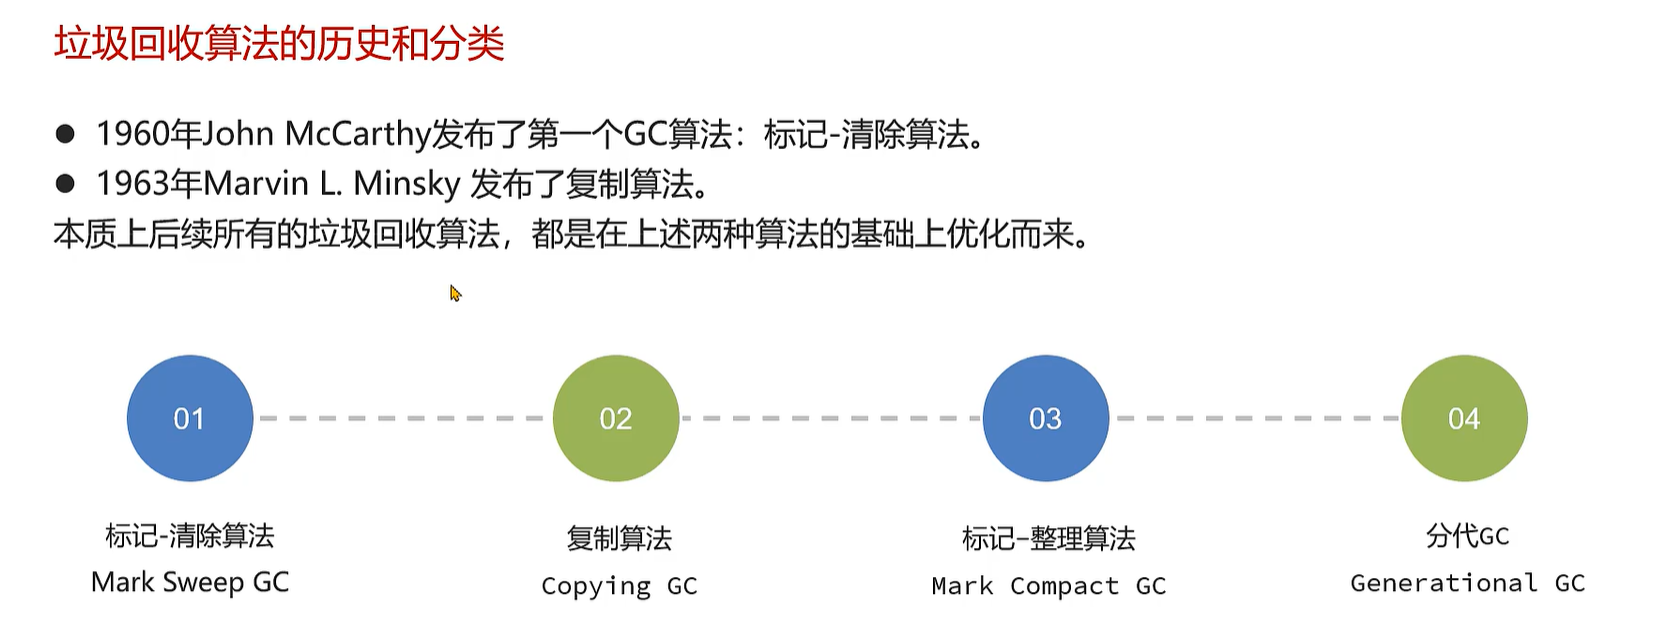 垃圾回收算法的历史和分类
● 1960年John McCarthy发布了第一个GC算法：标记-清除算法。
● 1963年Marvin L. Minsky 发布了复制算法。
本质上后续所有的垃圾回收算法，都是在上述两种算法的基础上优化而来。
01
02
03
04
标记-清除算法
复制算法
标记-整理算法
分代GC
Mark Sweep GC
Copying GC
Mark Compact GC
Generational GC